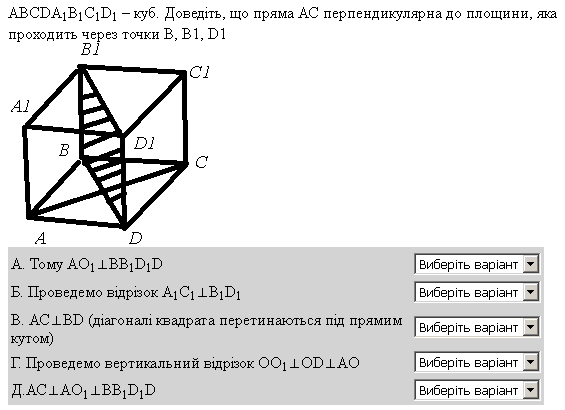 ABCDA1B1C1D1 – куб. Доведіть, що пряма AC перпендикулярна до площини, яка
проходить через точки B, B1, D1
B1
C1
A1
D1
B
C
A
D
А. Тому AO1⊥BB1D1D
Виберіть варіант
Б. Проведемо відрізок A1C1⊥B1D1
Виберіть варіант
В. AC⊥BD (діагоналі квадрата перетинаються під прямим
кутом)
Виберіть варіант
Г. Проведемо вертикальний відрізок OO1⊥OD⊥AO
Виберіть варіант
Д.AC⊥AO1⊥BB1D1D
Виберіть варіант